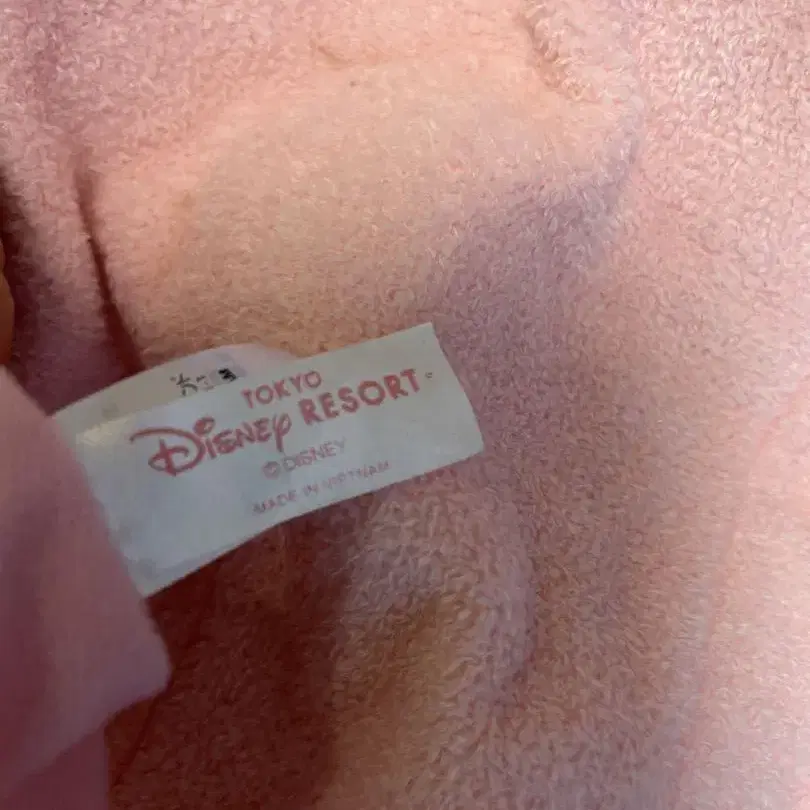 TOKYO
Disney RESORT
© DISNEY
MADE IN VIETNAM